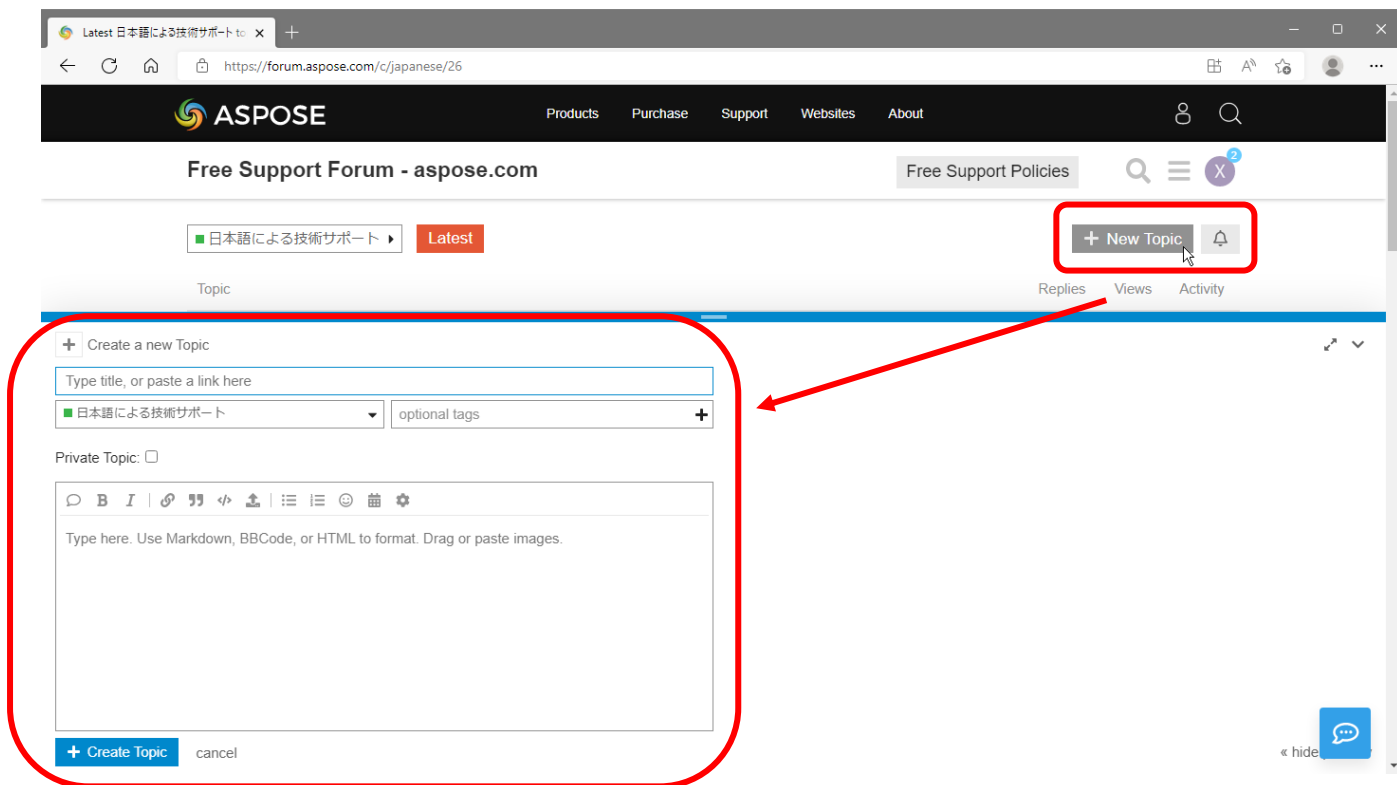 Latest 日本語による技術サポート to
https://forum.aspose.com/c/japanese/26
ASPOSE
Products Purchase Support Websites About
Free Support Forum - aspose.com
Free Support Policies
X
2
日本語による技術サポート
Latest
+ New Topic
Topic
Replies Views Activity
Create a new Topic
Type title, or paste a link here
日本語による技術サポート
optional tags
Private Topic:
B I
Type here. Use Markdown, BBCode, or HTML to format. Drag or paste images.
+ Create Topic
cancel
« hide